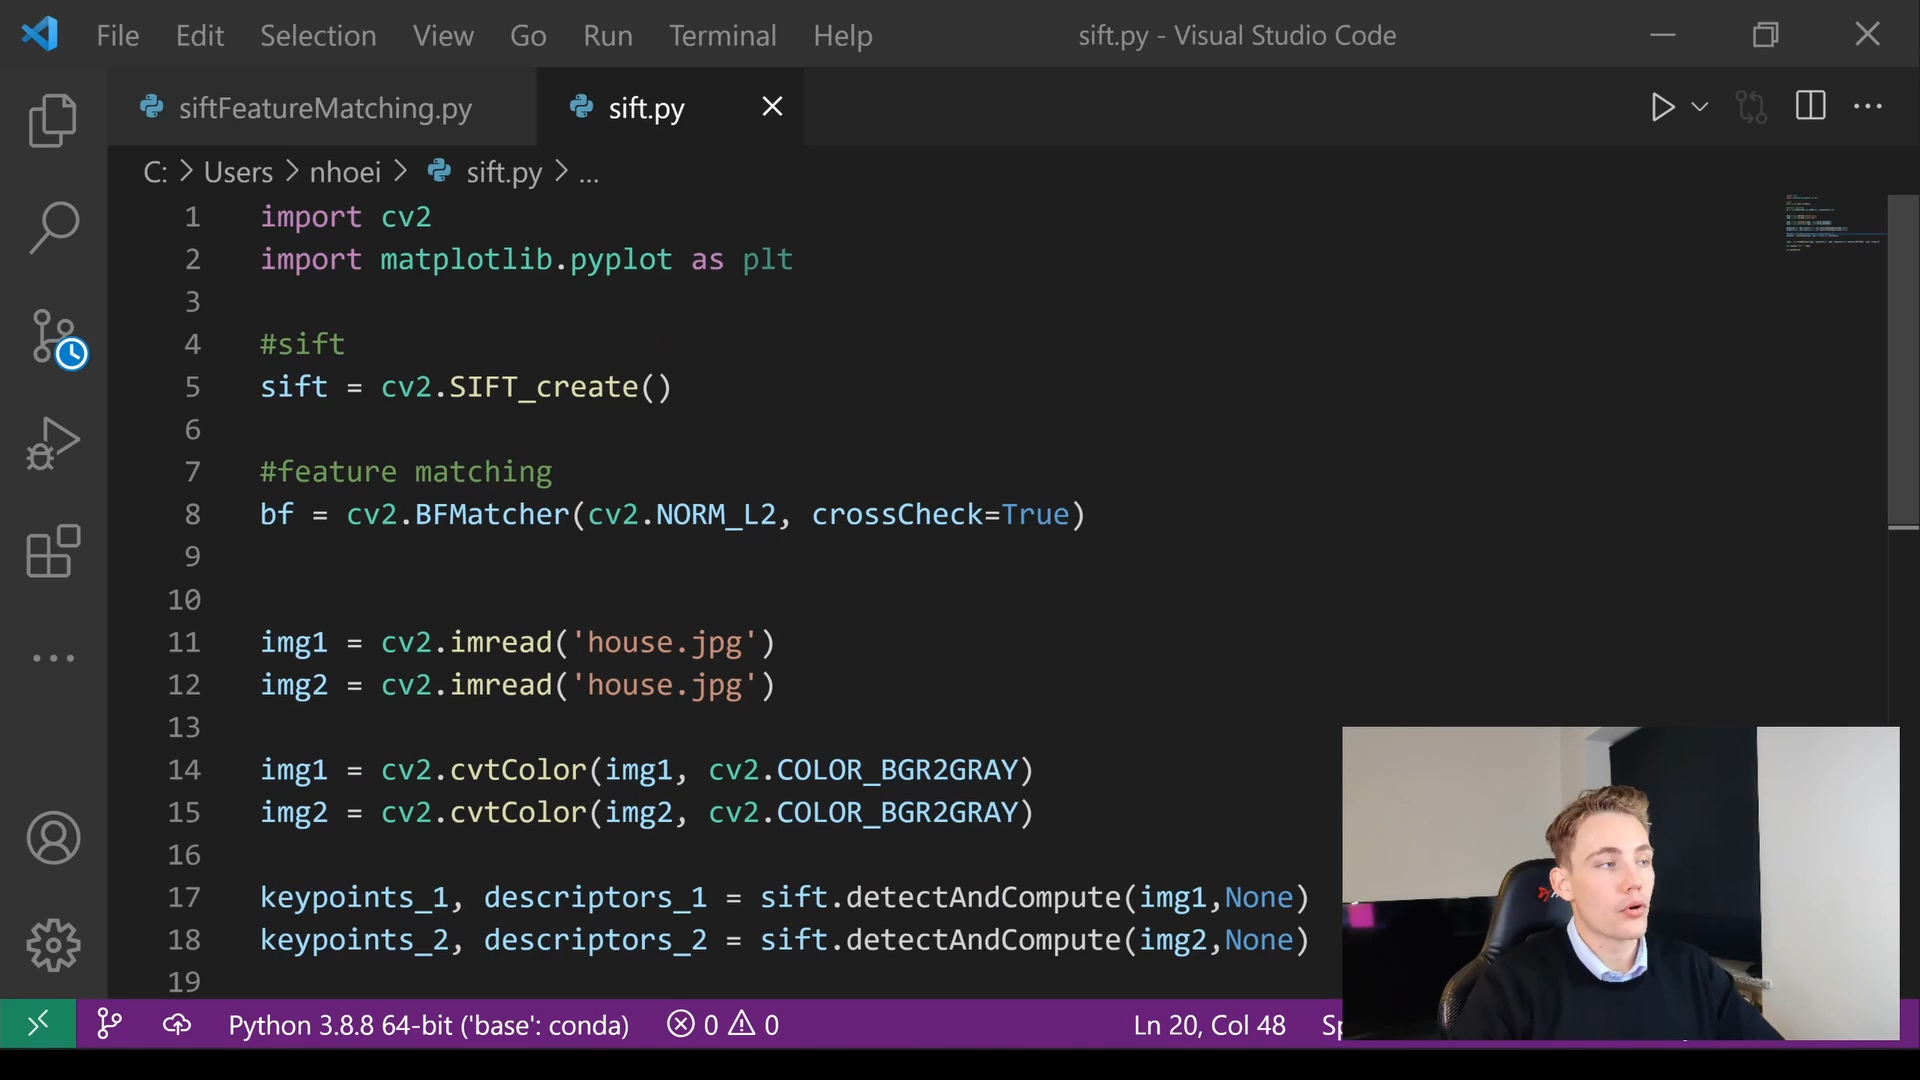 File Edit Selection View Go Run Terminal Help sift.py - Visual Studio Code
siftFeatureMatching.py sift.py
C: > Users > nhoei > sift.py > ...
1 import cv2
2 import matplotlib.pyplot as plt
3
4 #sift
5 sift = cv2.SIFT_create()
6
7 #feature matching
8 bf = cv2.BFMatcher(cv2.NORM_L2, crossCheck=True)
9
10
11 img1 = cv2.imread('house.jpg')
12 img2 = cv2.imread('house.jpg')
13
14 img1 = cv2.cvtColor(img1, cv2.COLOR_BGR2GRAY)
15 img2 = cv2.cvtColor(img2, cv2.COLOR_BGR2GRAY)
16
17 keypoints_1, descriptors_1 = sift.detectAndCompute(img1,None)
18 keypoints_2, descriptors_2 = sift.detectAndCompute(img2,None)
19
Python 3.8.8 64-bit ('base': conda) 0 0 Ln 20, Col 48